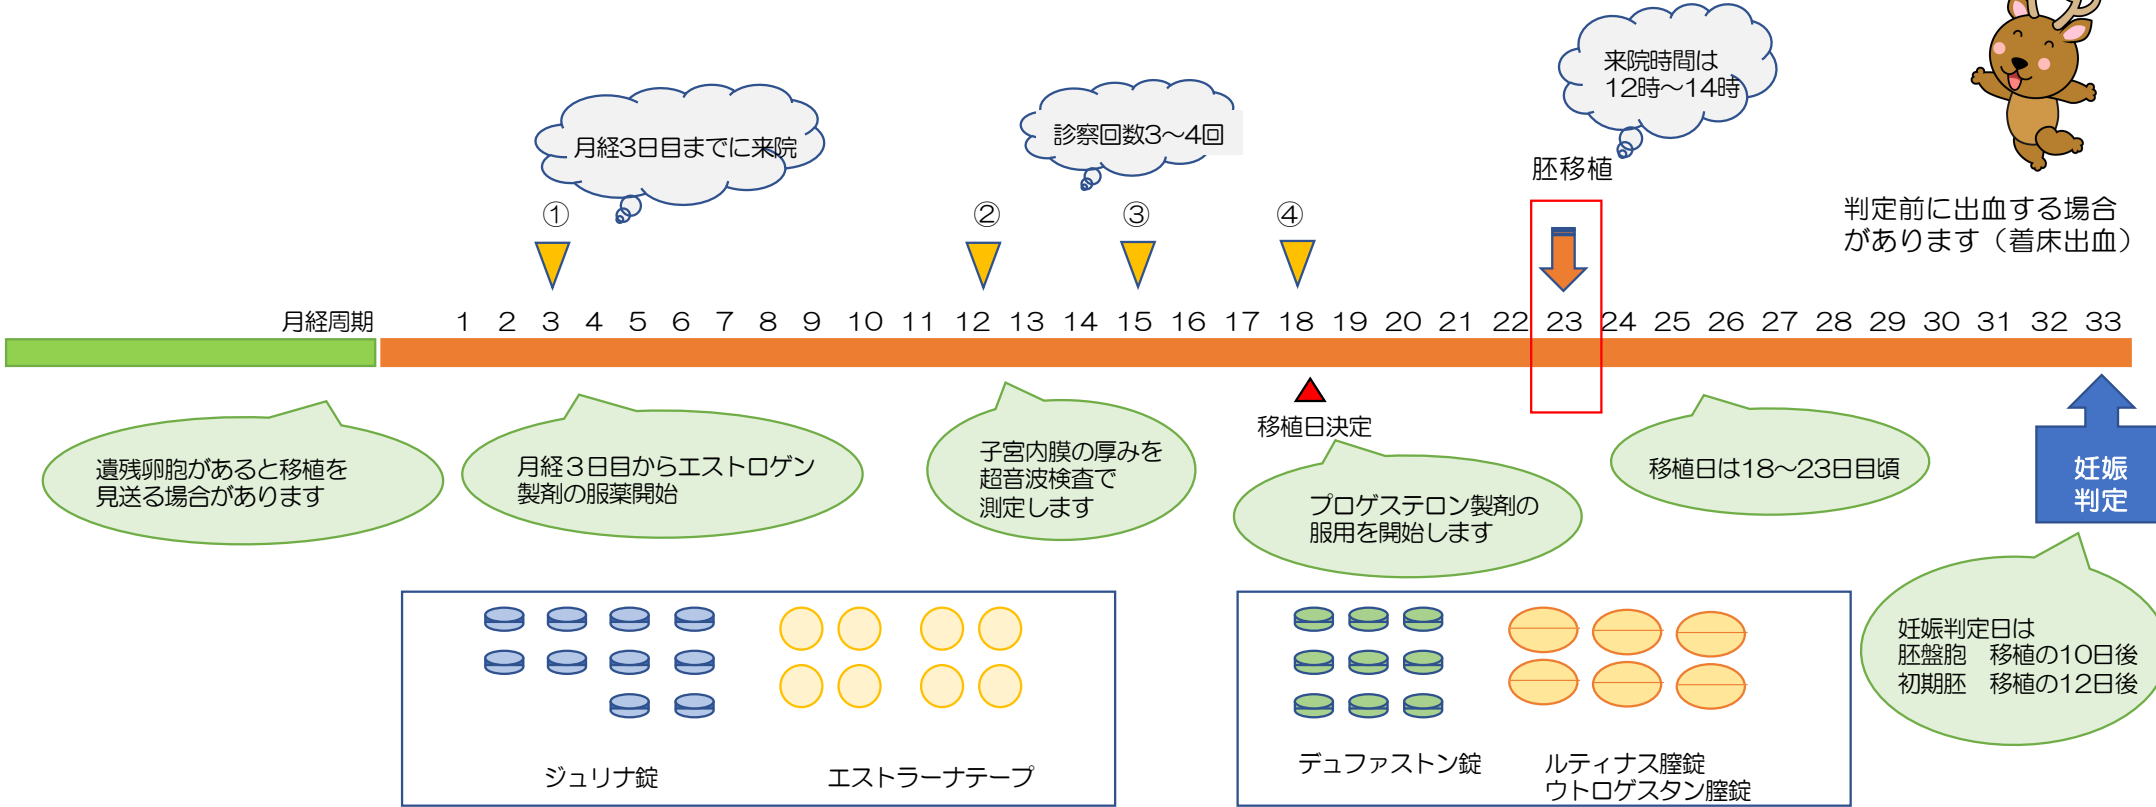 来院時間は
12時～14時
月経3日目までに来院
診察回数3～4回
胚移植
① ② ③ ④
判定前に出血する場合
があります（着床出血）
月経周期 1 2 3 4 5 6 7 8 9 10 11 12 13 14 15 16 17 18 19 20 21 22 23 24 25 26 27 28 29 30 31 32 33
移植日決定
遺残卵胞があると移植を
見送る場合があります
月経３日目からエストロゲン
製剤の服薬開始
子宮内膜の厚みを
超音波検査で
測定します
プロゲステロン製剤の
服用を開始します
移植日は18～23日目頃
妊娠
判定
妊娠判定日は
胚盤胞　移植の10日後
初期胚　移植の12日後
ジュリナ錠
エストラーナテープ
デュファストン錠
ルティナス膣錠
ウトロゲスタン膣錠